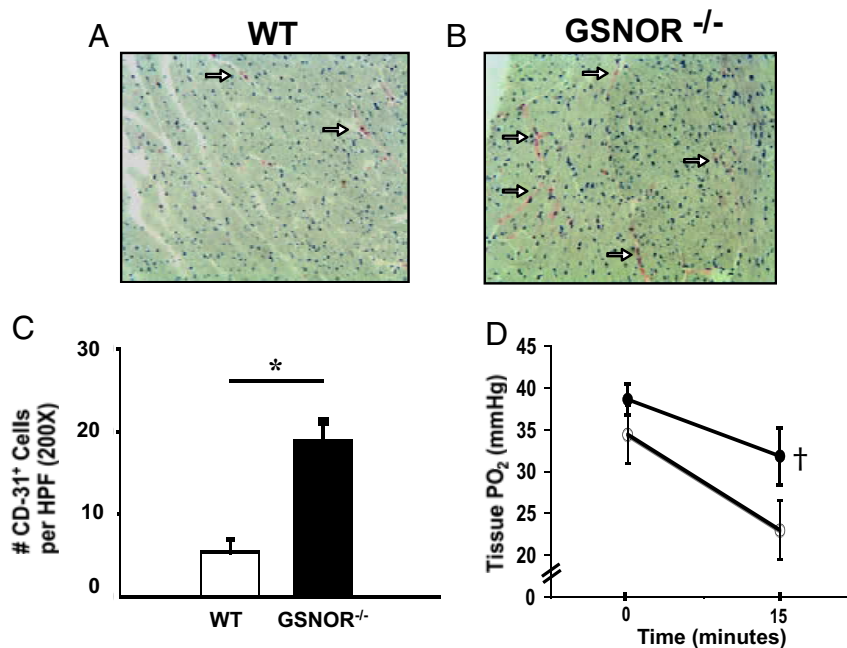 A
WT
B
GSNOR -/-
C
30
20
10
0
# CD-31+ Cells
per HPF (200X)
*
WT
GSNOR-/-
D
45
40
35
30
25
20
0
Tissue PO2 (mmHg)
†
0
15
Time (minutes)